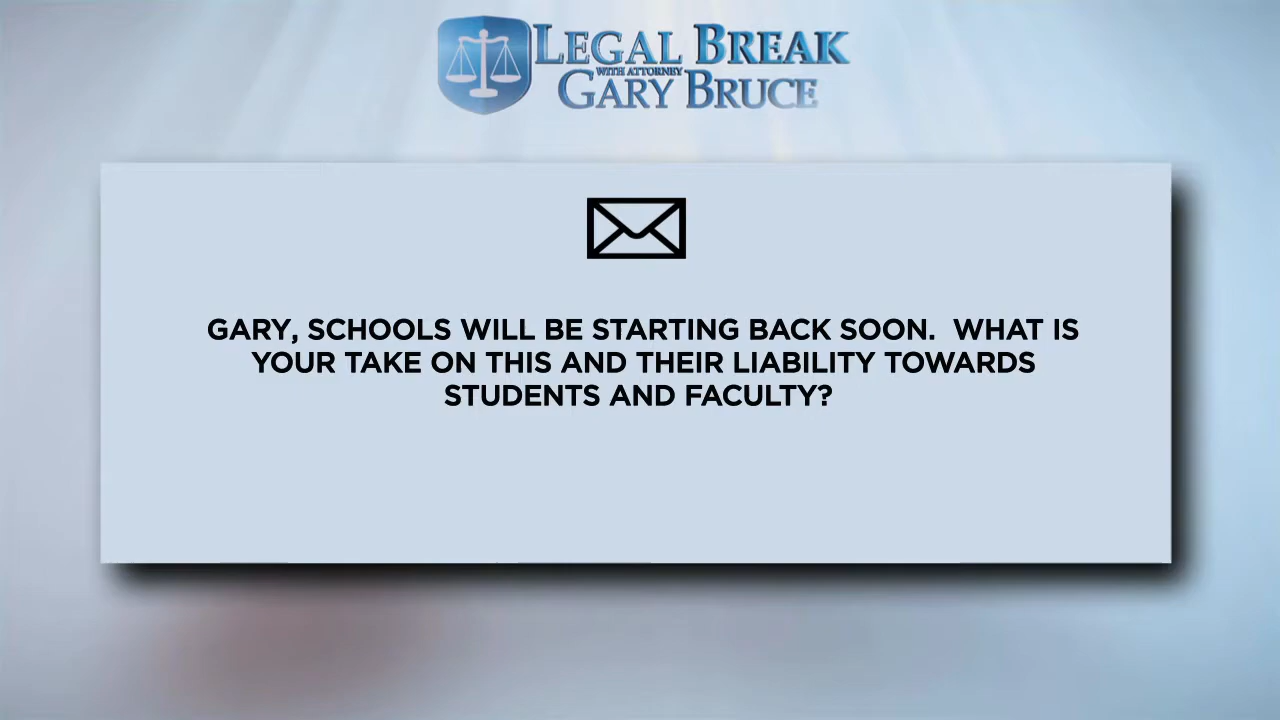 LEGAL BREAK
WITH ATTORNEY
GARY BRUCE
GARY, SCHOOLS WILL BE STARTING BACK SOON.  WHAT IS
YOUR TAKE ON THIS AND THEIR LIABILITY TOWARDS
STUDENTS AND FACULTY?